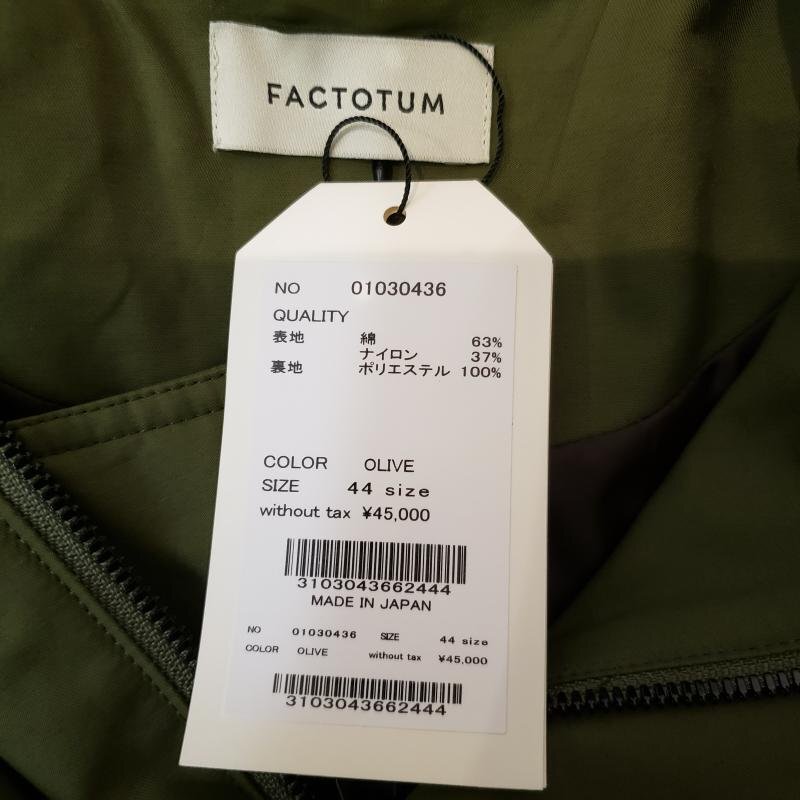 FACTOTUM
NO 01030436
QUALITY
表地 綿 63%
ナイロン 37%
裏地 ポリエステル 100%
COLOR OLIVE
SIZE 44 size
without tax ¥45,000
3103043662444
MADE IN JAPAN
NO 01030436 SIZE 44 size
COLOR OLIVE without tax ¥45,000
3103043662444